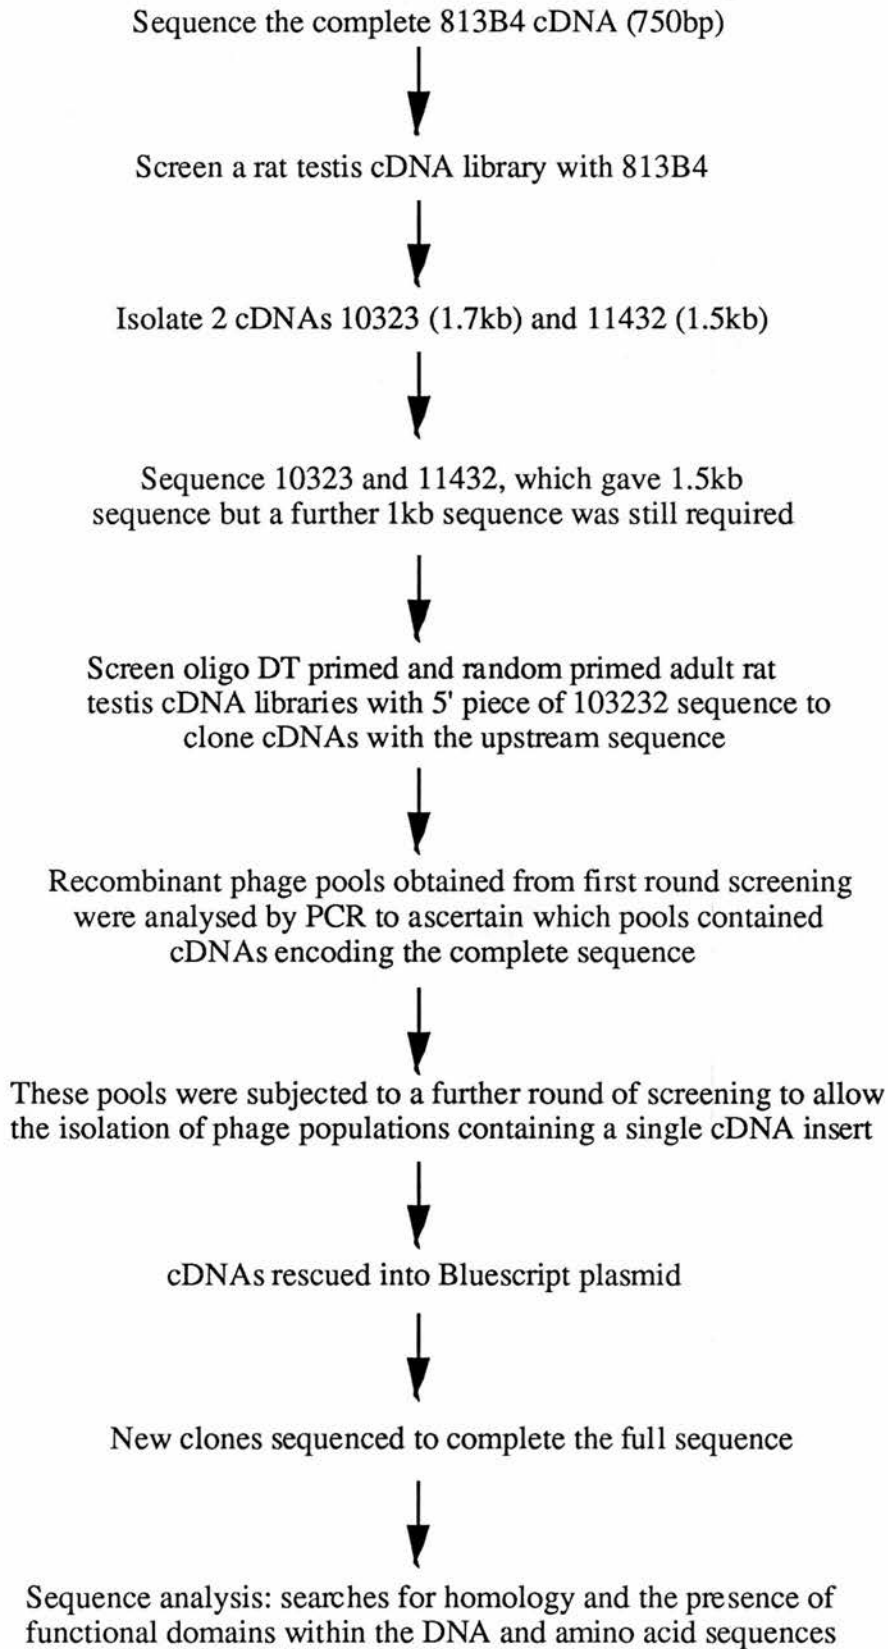 Sequence the complete 813B4 cDNA (750bp)
Screen a rat testis cDNA library with 813B4
Isolate 2 cDNAs 10323 (1.7kb) and 11432 (1.5kb)
Sequence 10323 and 11432, which gave 1.5kb
sequence but a further 1kb sequence was still required
Screen oligo DT primed and random primed adult rat
testis cDNA libraries with 5' piece of 103232 sequence to
clone cDNAs with the upstream sequence
Recombinant phage pools obtained from first round screening
were analysed by PCR to ascertain which pools contained
cDNAs encoding the complete sequence
These pools were subjected to a further round of screening to allow
the isolation of phage populations containing a single cDNA insert
cDNAs rescued into Bluescript plasmid
New clones sequenced to complete the full sequence
Sequence analysis: searches for homology and the presence of
functional domains within the DNA and amino acid sequences